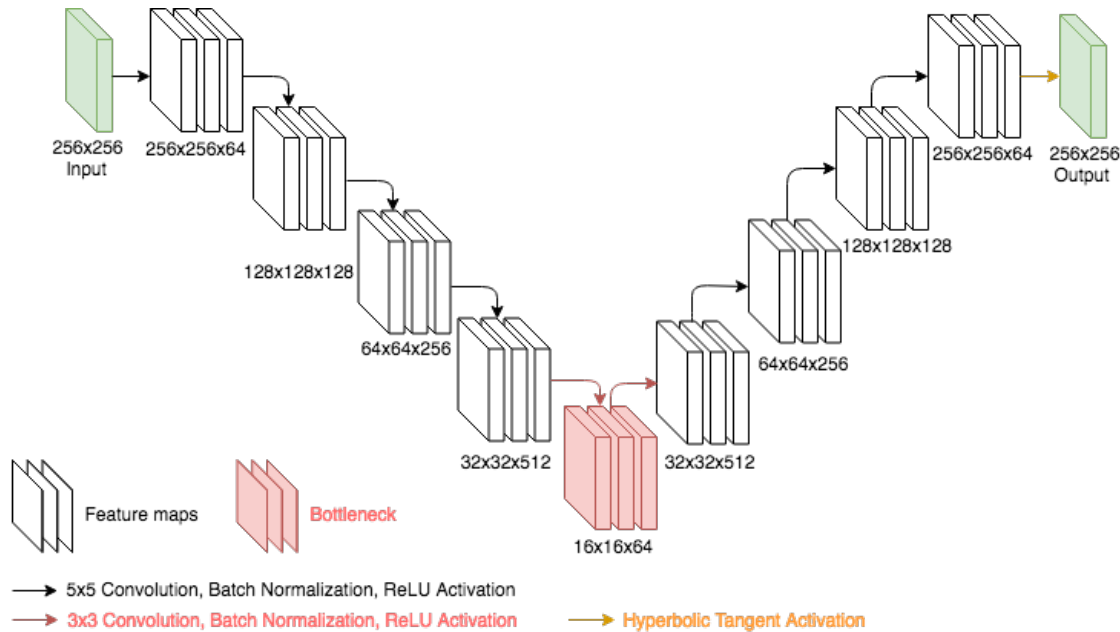 256x256
Input
256x256x64
128x128x128
64x64x256
32x32x512
16x16x64
32x32x512
64x64x256
128x128x128
256x256x64
256x256
Output
Feature maps
Bottleneck
5x5 Convolution, Batch Normalization, ReLU Activation
3x3 Convolution, Batch Normalization, ReLU Activation
Hyperbolic Tangent Activation